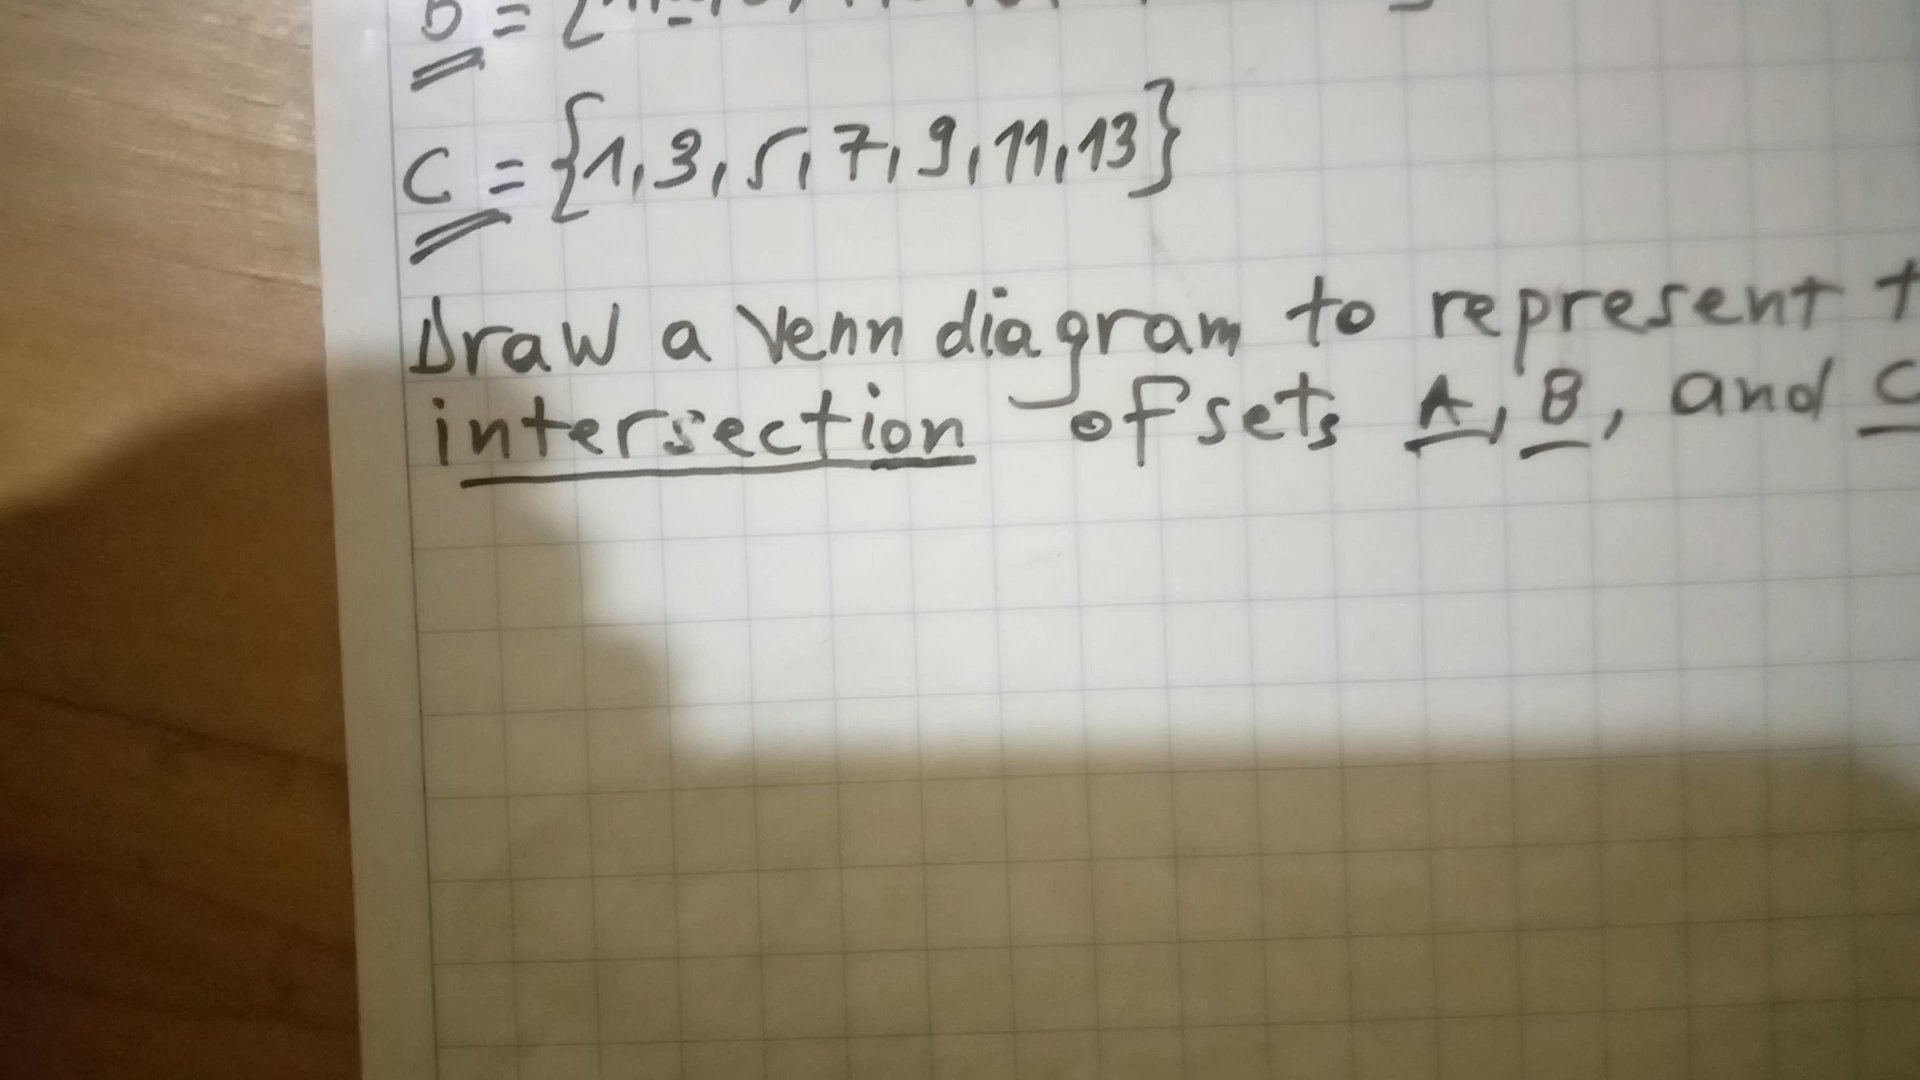 C = {1, 3, 5, 7, 9, 11, 13}
Draw a Venn diagram to represent
intersection of sets A, B, and C